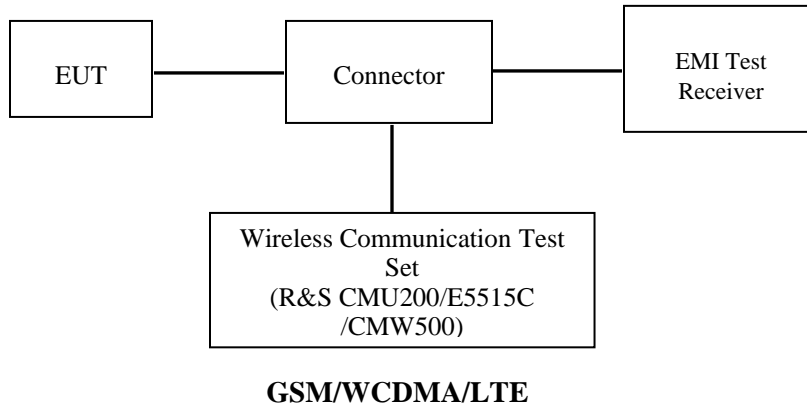 EUT
Connector
EMI Test
Receiver
Wireless Communication Test
Set
(R&S CMU200/E5515C
/CMW500)
GSM/WCDMA/LTE